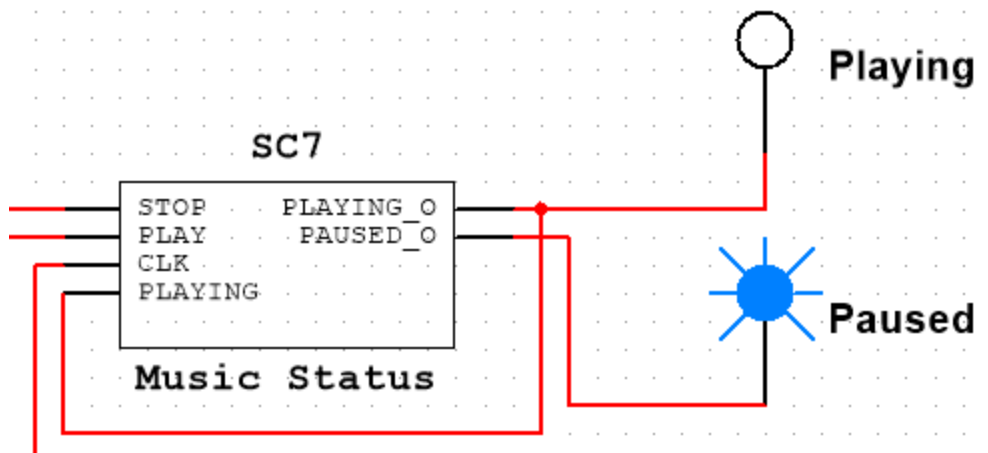 Playing
SC7
STOP PLAYING_O
PLAY PAUSED_O
CLK
PLAYING
Paused
Music Status